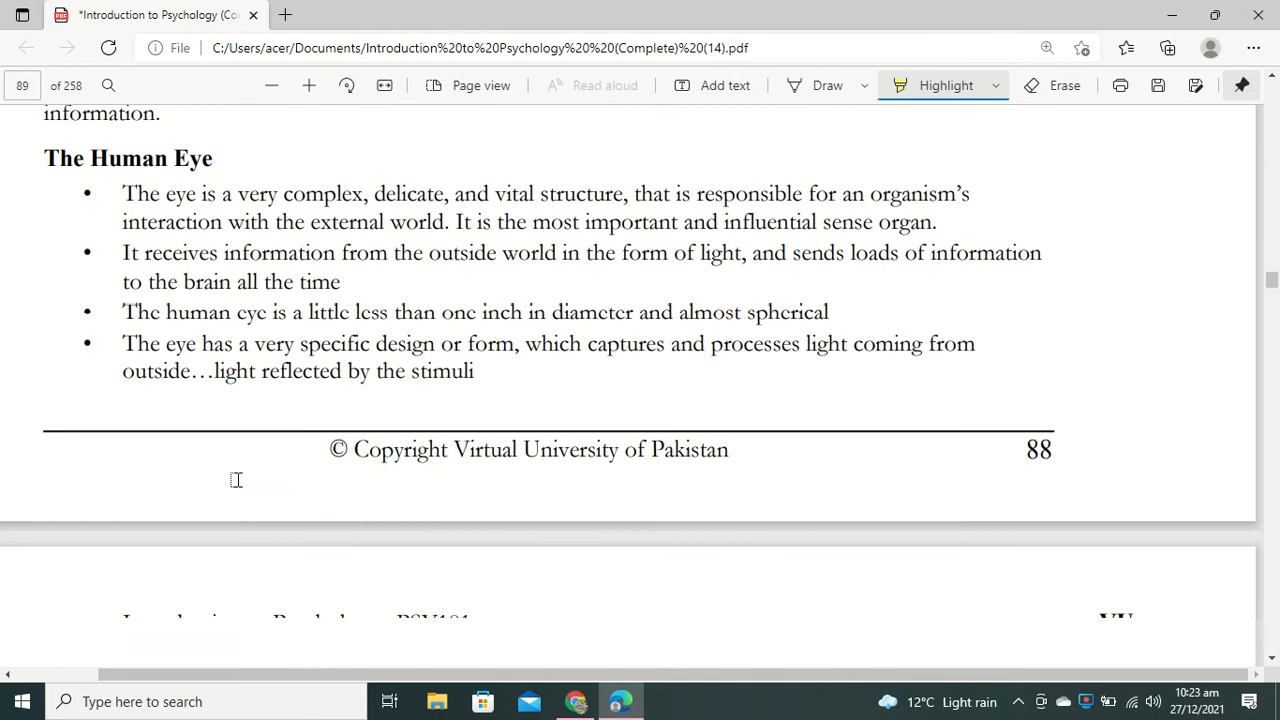 *Introduction to Psychology (Co
File C:/Users/acer/Documents/Introduction%20to%20Psychology%20%20(Complete)%20(14).pdf
89 of 258 Page view Read aloud Add text Draw Highlight Erase
information.
The Human Eye
• The eye is a very complex, delicate, and vital structure, that is responsible for an organism's
interaction with the external world. It is the most important and influential sense organ.
• It receives information from the outside world in the form of light, and sends loads of information
to the brain all the time
• The human eye is a little less than one inch in diameter and almost spherical
• The eye has a very specific design or form, which captures and processes light coming from
outside…light reflected by the stimuli
© Copyright Virtual University of Pakistan 88
Type here to search 12°C Light rain 10:23 am
27/12/2021